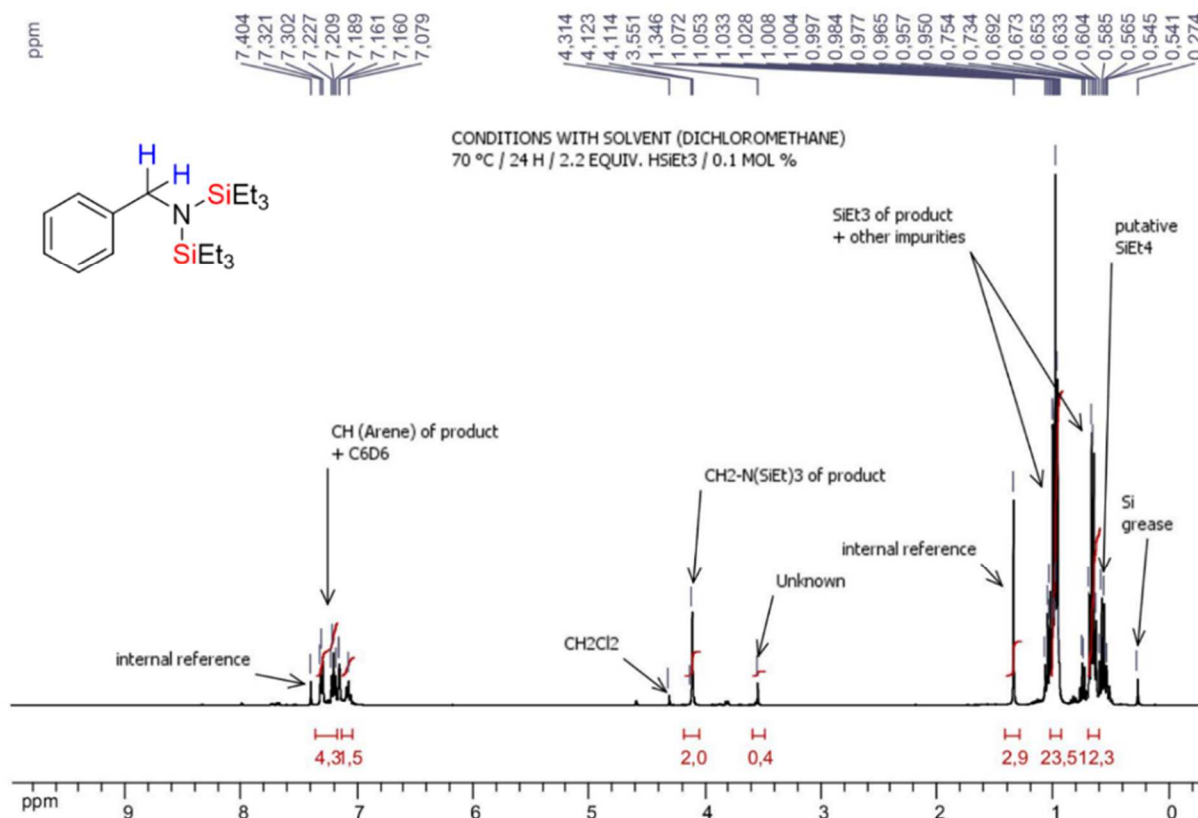 ppm
7,404
7,321
7,302
7,227
7,209
7,189
7,161
7,160
7,079
4,314
4,123
4,114
3,551
1,346
1,072
1,053
1,033
1,028
1,008
1,004
0,997
0,984
0,977
0,965
0,957
0,950
0,754
0,734
0,692
0,673
0,653
0,633
0,604
0,585
0,565
0,545
0,541
0,274
CONDITIONS WITH SOLVENT (DICHLOROMETHANE)
70 °C / 24 H / 2.2 EQUIV. HSiEt3 / 0.1 MOL %
H
H
SiEt3
N
SiEt3
SiEt3 of product
+ other impurities
putative
SiEt4
CH (Arene) of product
+ C6D6
CH2-N(SiEt)3 of product
Si
grease
internal reference
Unknown
CH2Cl2
internal reference
4,3 1,5 2,0 0,4 2,9 23,5 12,3
ppm 9 8 7 6 5 4 3 2 1 0